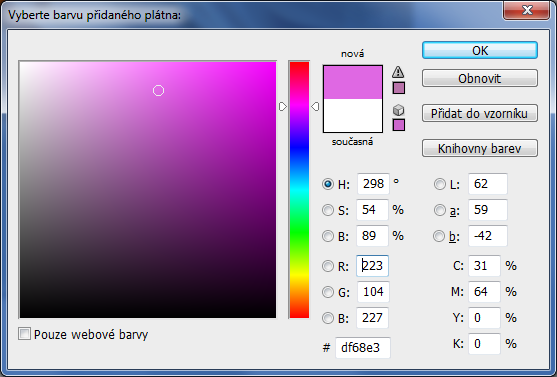 Vyberte barvu přidaného plátna:
nová
současná
OK
Obnovit
Přidat do vzorníku
Knihovny barev
H: 298 °
S: 54 %
B: 89 %
R: 223
G: 104
B: 227
# df68e3
L: 62
a: 59
b: -42
C: 31 %
M: 64 %
Y: 0 %
K: 0 %
Pouze webové barvy